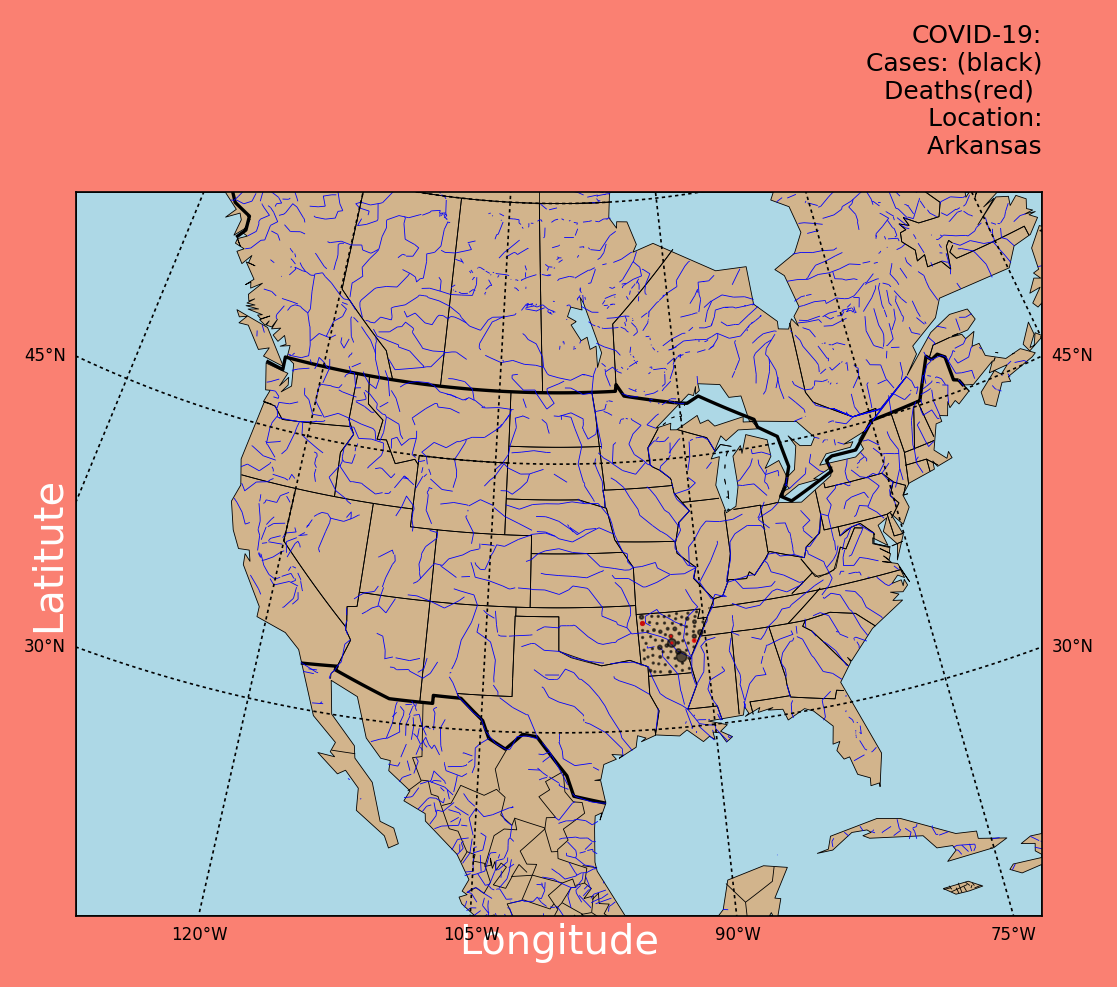 COVID-19:
Cases: (black)
Deaths(red)
Location:
Arkansas
45°N
45°N
Latitute
30°N
30°N
120°W
105°W
90°W
75°W
Longitude